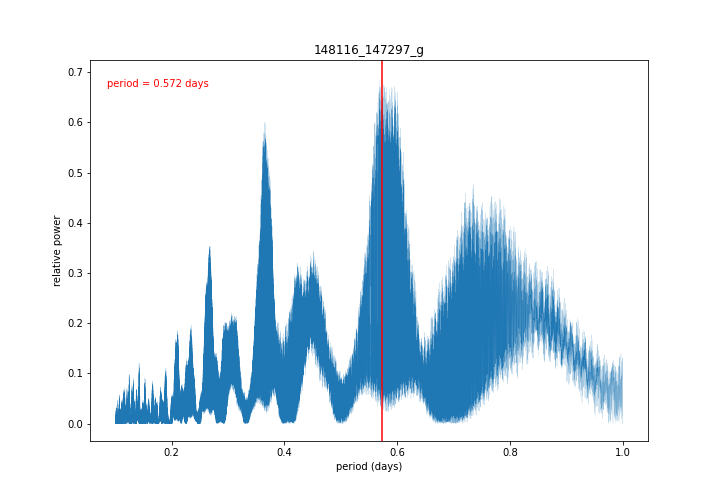 148116_147297_g
period = 0.572 days
relative power
0.7
0.6
0.5
0.4
0.3
0.2
0.1
0.0
0.2 0.4 0.6 0.8 1.0
period (days)